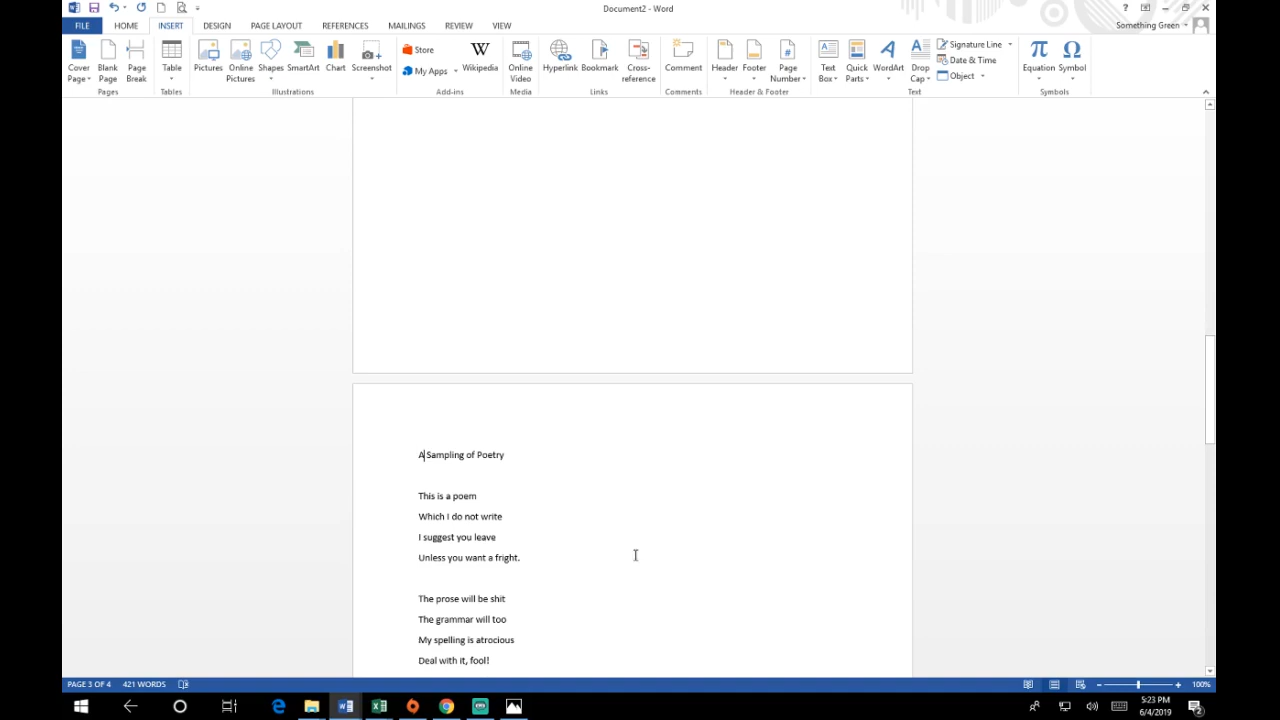 Document2 - Word
?
FILE HOME INSERT DESIGN PAGE LAYOUT REFERENCES MAILINGS REVIEW VIEW Something Green
Cover Page
Blank Page
Page Break
Table
Pictures
Online Pictures
Shapes
SmartArt
Chart
Screenshot
Store
My Apps
Wikipedia
Online Video
Hyperlink
Bookmark
Cross-reference
Comment
Header
Footer
Page Number
Text Box
Quick Parts
WordArt
Drop Cap
Signature Line
Date & Time
Object
Equation
Symbol
Pages Tables Illustrations Add-ins Media Links Comments Header & Footer Text Symbols
A Sampling of Poetry
This is a poem
Which I do not write
I suggest you leave
Unless you want a fright.
The prose will be shit
The grammar will too
My spelling is atrocious
Deal with it, fool!
PAGE 3 OF 4 421 WORDS 100%
5:23 PM
6/4/2019